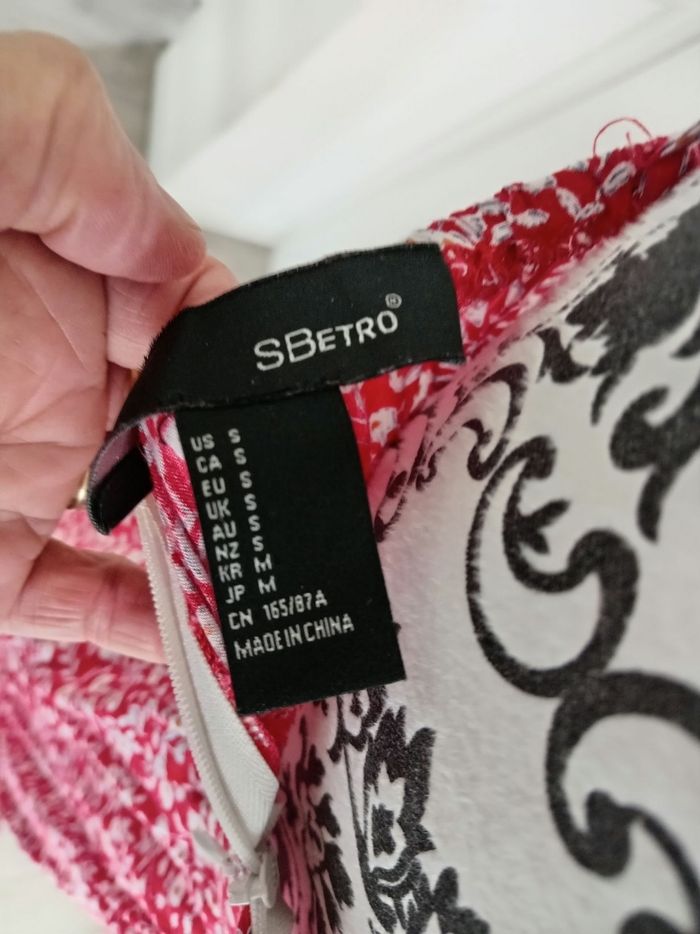 SBETRO®
US S
CA S
EU S
UK S
AU S
NZ S
KR M
JP M
CN 165/87A
MADE IN CHINA